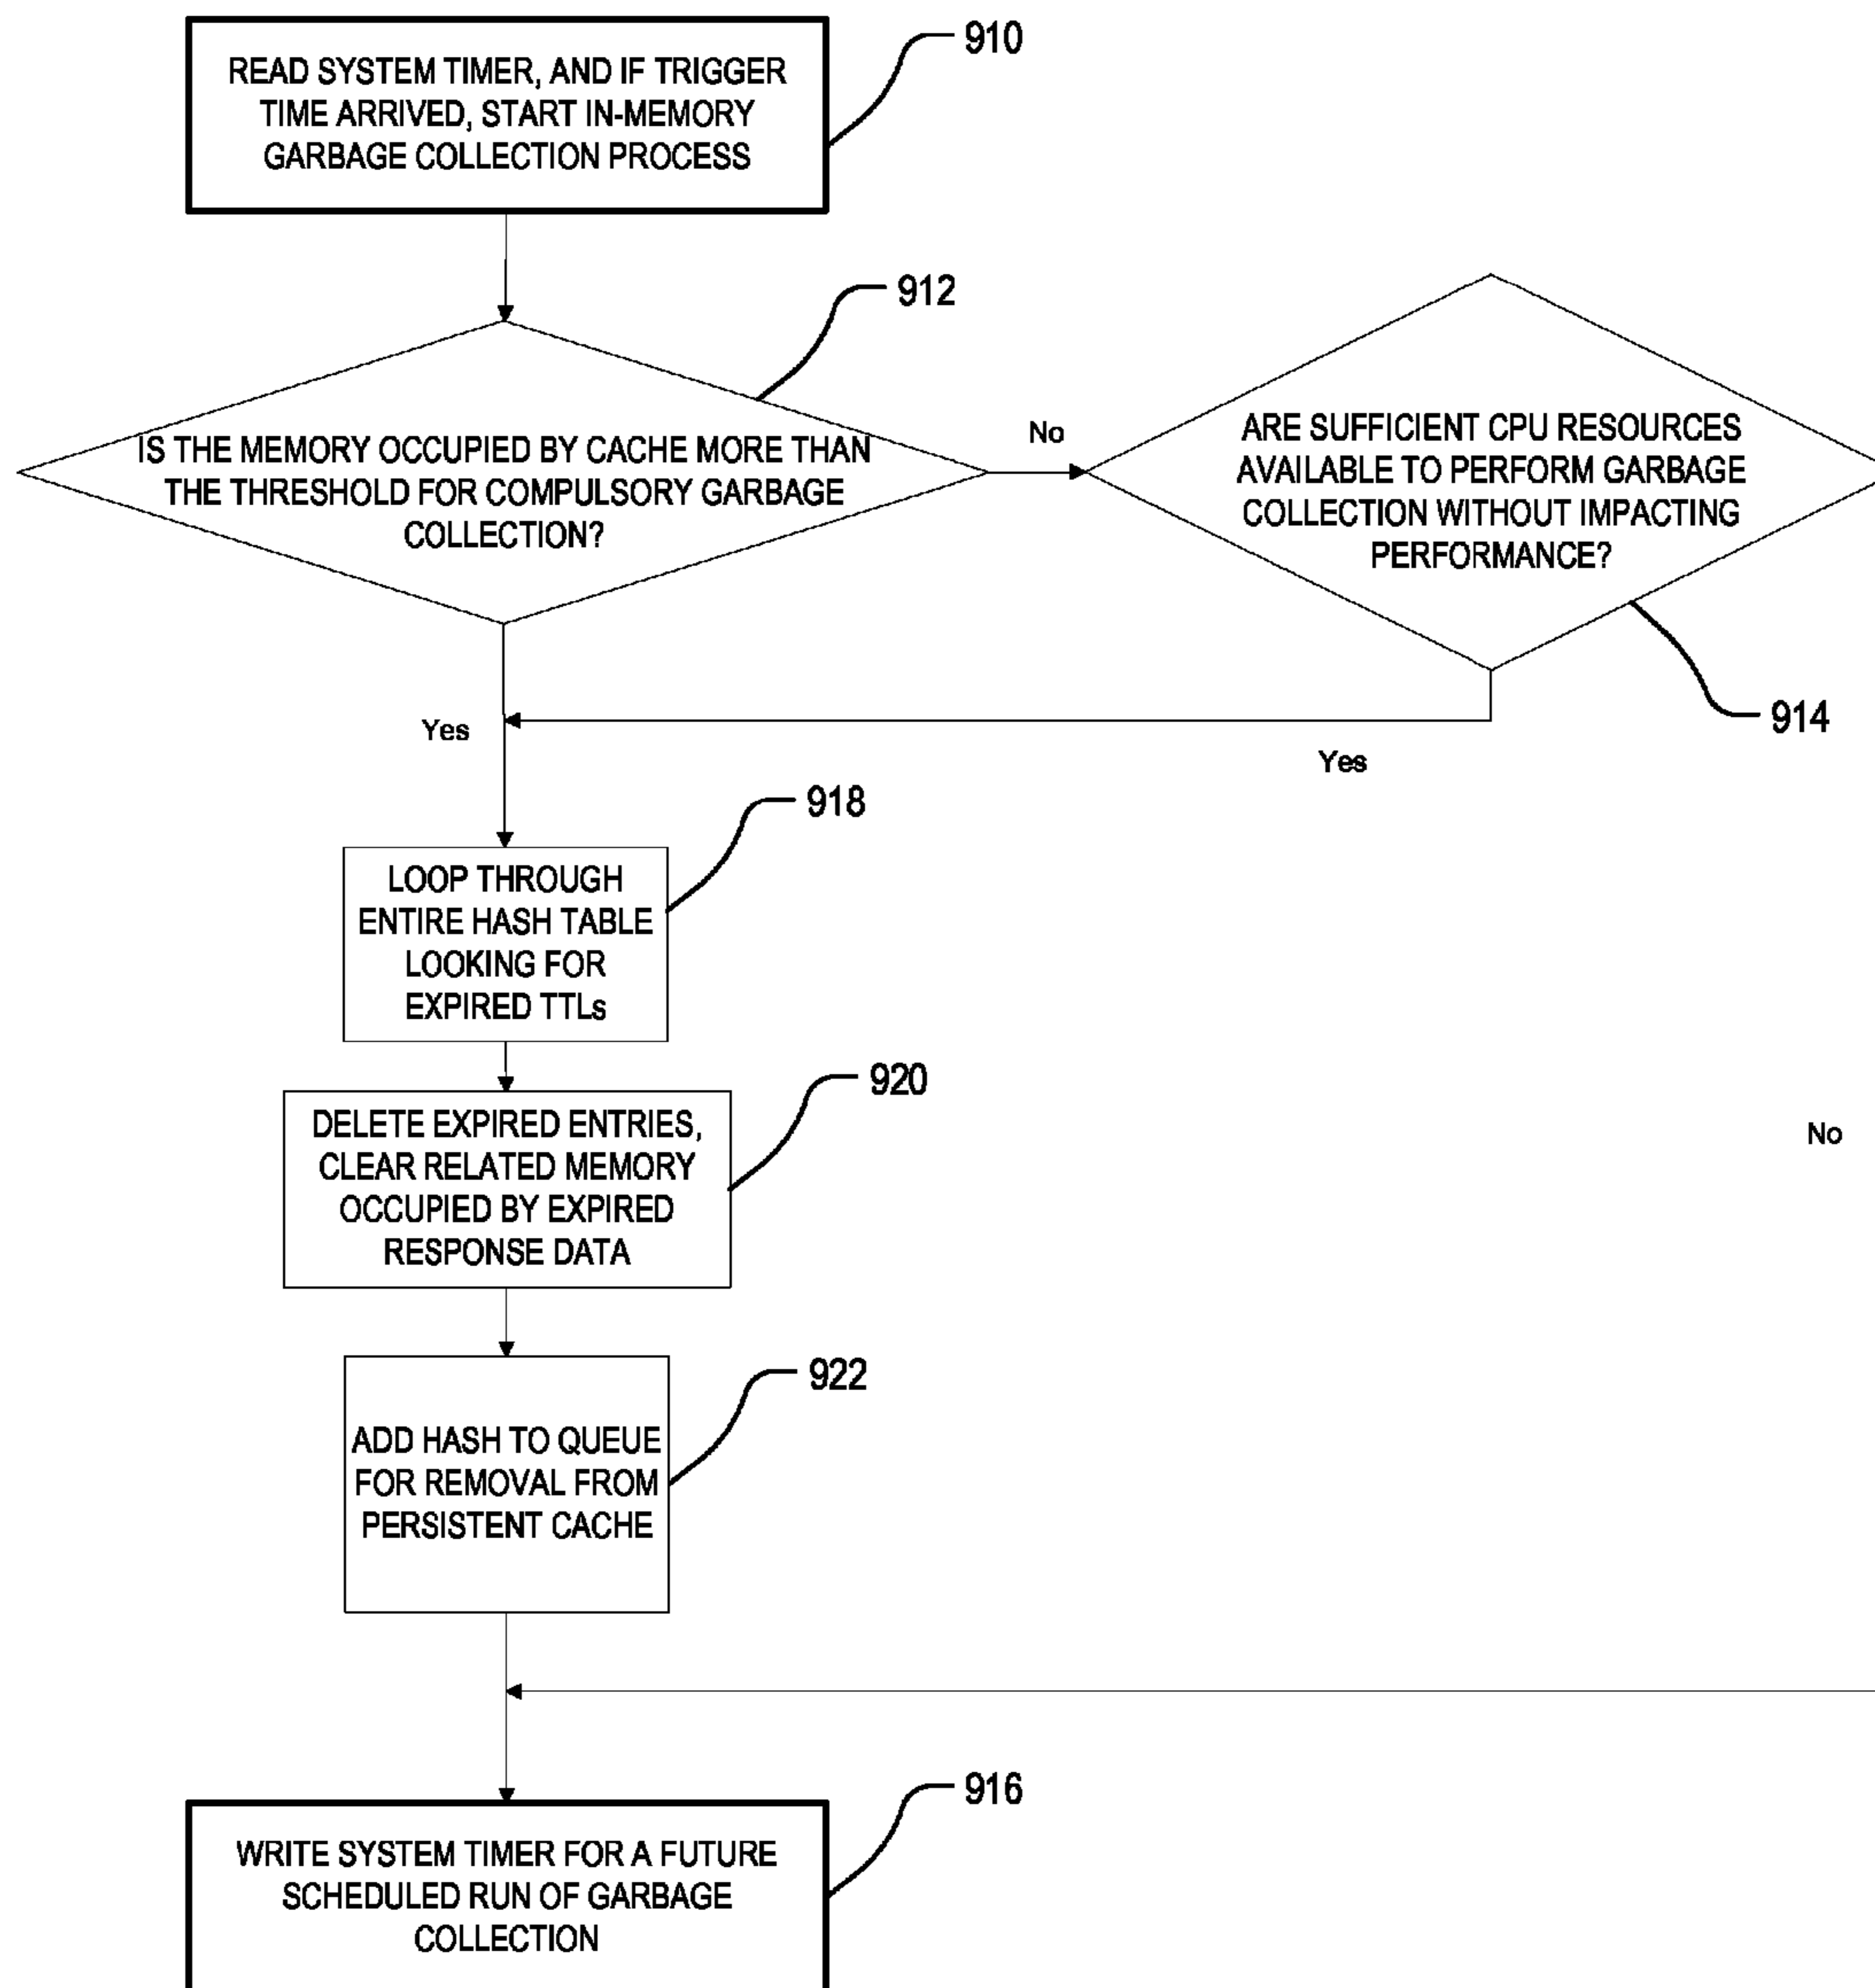 910
READ SYSTEM TIMER, AND IF TRIGGER
TIME ARRIVED, START IN-MEMORY
GARBAGE COLLECTION PROCESS
912
IS THE MEMORY OCCUPIED BY CACHE MORE THAN
THE THRESHOLD FOR COMPULSORY GARBAGE
COLLECTION?
No
ARE SUFFICIENT CPU RESOURCES
AVAILABLE TO PERFORM GARBAGE
COLLECTION WITHOUT IMPACTING
PERFORMANCE?
914
Yes
Yes
918
LOOP THROUGH
ENTIRE HASH TABLE
LOOKING FOR
EXPIRED TTLs
920
DELETE EXPIRED ENTRIES,
CLEAR RELATED MEMORY
OCCUPIED BY EXPIRED
RESPONSE DATA
No
922
ADD HASH TO QUEUE
FOR REMOVAL FROM
PERSISTENT CACHE
916
WRITE SYSTEM TIMER FOR A FUTURE
SCHEDULED RUN OF GARBAGE
COLLECTION